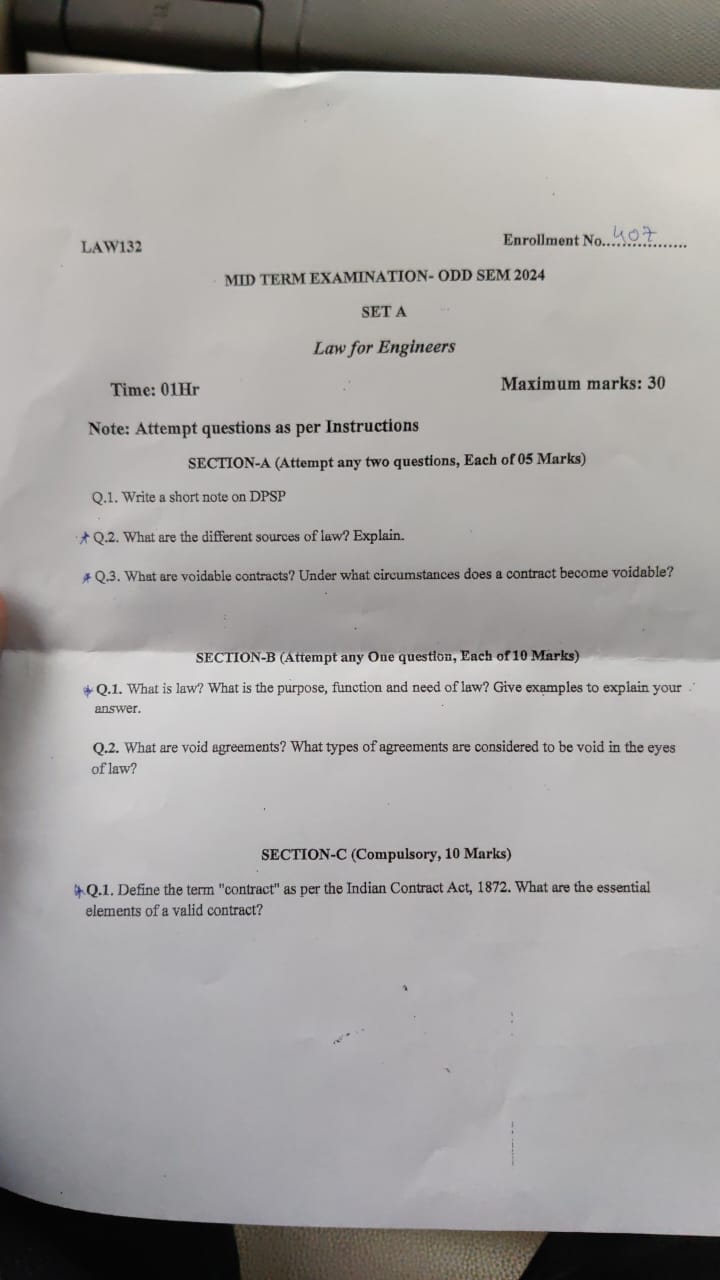 LAW132
Enrollment No....407...............
MID TERM EXAMINATION- ODD SEM 2024
SET A
Law for Engineers
Time: 01Hr
Maximum marks: 30
Note: Attempt questions as per Instructions
SECTION-A (Attempt any two questions, Each of 05 Marks)
Q.1. Write a short note on DPSP
Q.2. What are the different sources of law? Explain.
Q.3. What are voidable contracts? Under what circumstances does a contract become voidable?
SECTION-B (Attempt any One question, Each of 10 Marks)
Q.1. What is law? What is the purpose, function and need of law? Give examples to explain your
answer.
Q.2. What are void agreements? What types of agreements are considered to be void in the eyes
of law?
SECTION-C (Compulsory, 10 Marks)
Q.1. Define the term "contract" as per the Indian Contract Act, 1872. What are the essential
elements of a valid contract?